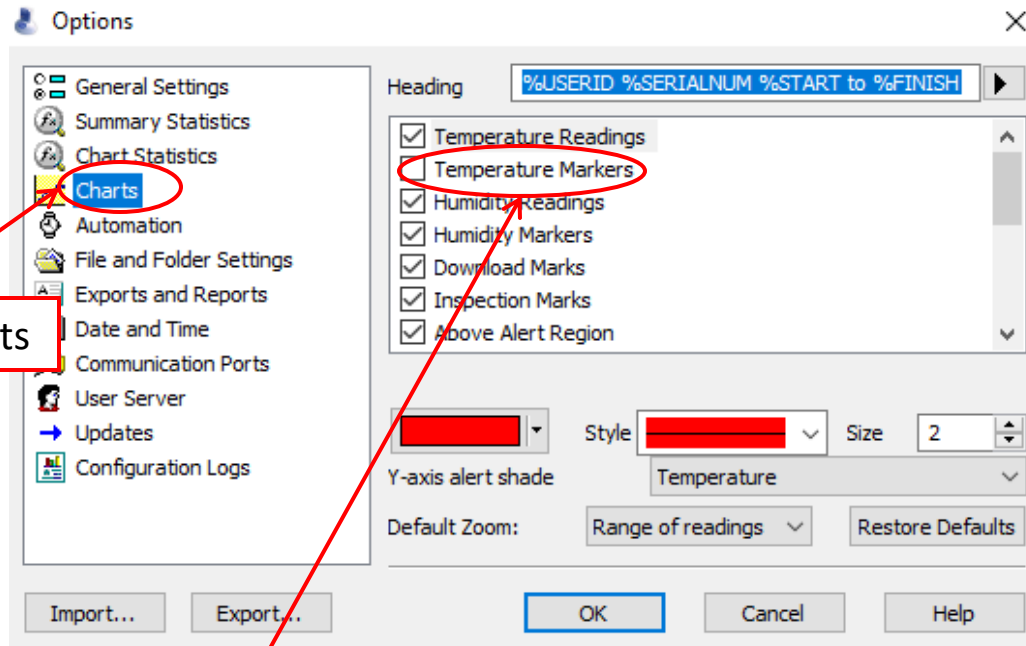 Options
General Settings
Summary Statistics
Chart Statistics
Charts
Automation
File and Folder Settings
Exports and Reports
Date and Time
Communication Ports
User Server
Updates
Configuration Logs
ts
Heading %USERID %SERIALNUM %START to %FINISH
Temperature Readings
Temperature Markers
Humidity Readings
Humidity Markers
Download Marks
Inspection Marks
Above Alert Region
Style Size 2
Y-axis alert shade Temperature
Default Zoom: Range of readings Restore Defaults
Import... Export... OK Cancel Help